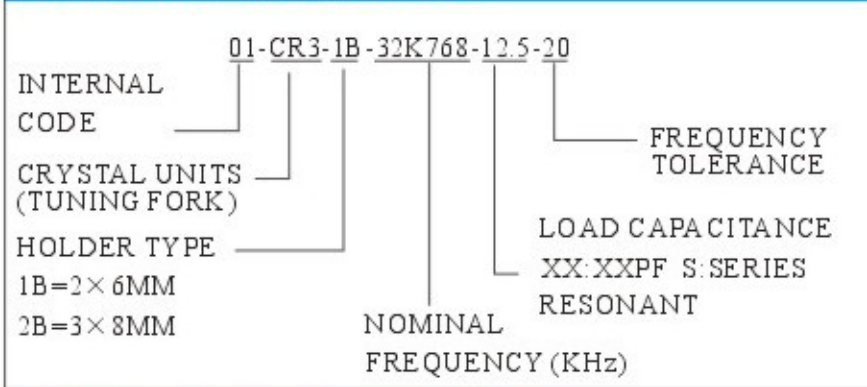 01-CR3-1B-32K768-12.5-20
INTERNAL
CODE
CRYSTAL UNITS
(TUNING FORK)
HOLDER TYPE
1B=2×6MM
2B=3×8MM
NOMINAL
FREQUENCY (KHz)
LOAD CAPACITANCE
XX:XXPF S:SERIES
RESONANT
FREQUENCY
TOLERANCE